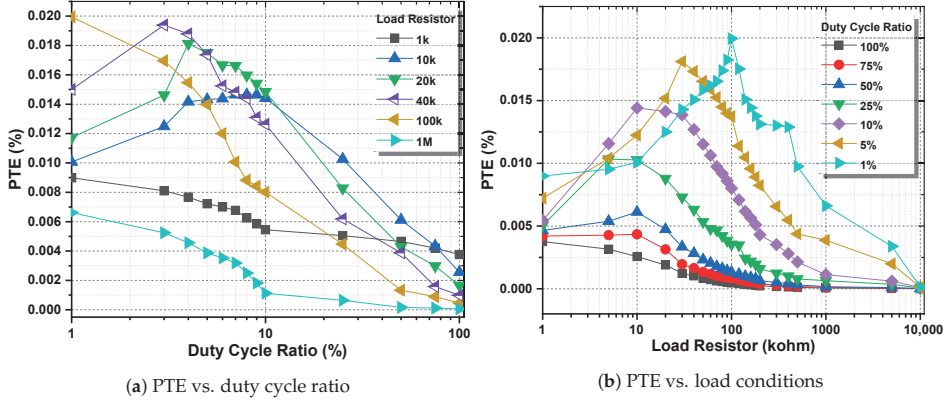 0.020
0.018
0.016
0.014
0.012
0.010
0.008
0.006
0.004
0.002
0.000
PTE (%)
1
10
100
Duty Cycle Ratio (%)
Load Resistor
1k
10k
20k
40k
100k
1M
(a) PTE vs. duty cycle ratio
0.020
0.015
0.010
0.005
0.000
PTE (%)
1
10
100
1000
10,000
Load Resistor (kohm)
Duty Cycle Ratio
100%
75%
50%
25%
10%
5%
1%
(b) PTE vs. load conditions